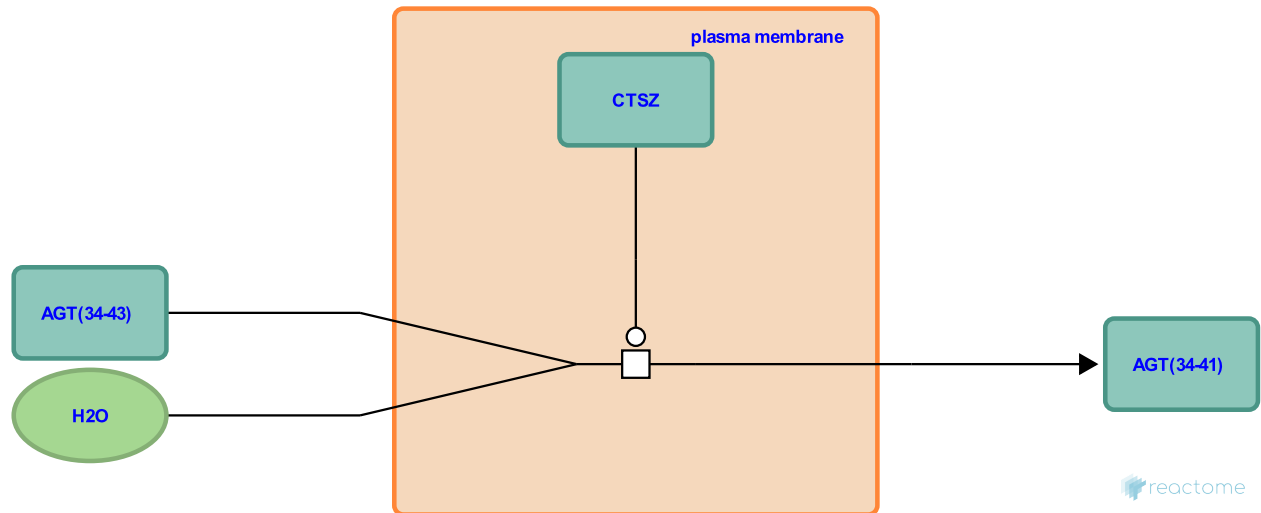 plasma membrane
CTSZ
AGT(34-43)
H2O
AGT(34-41)
reactome